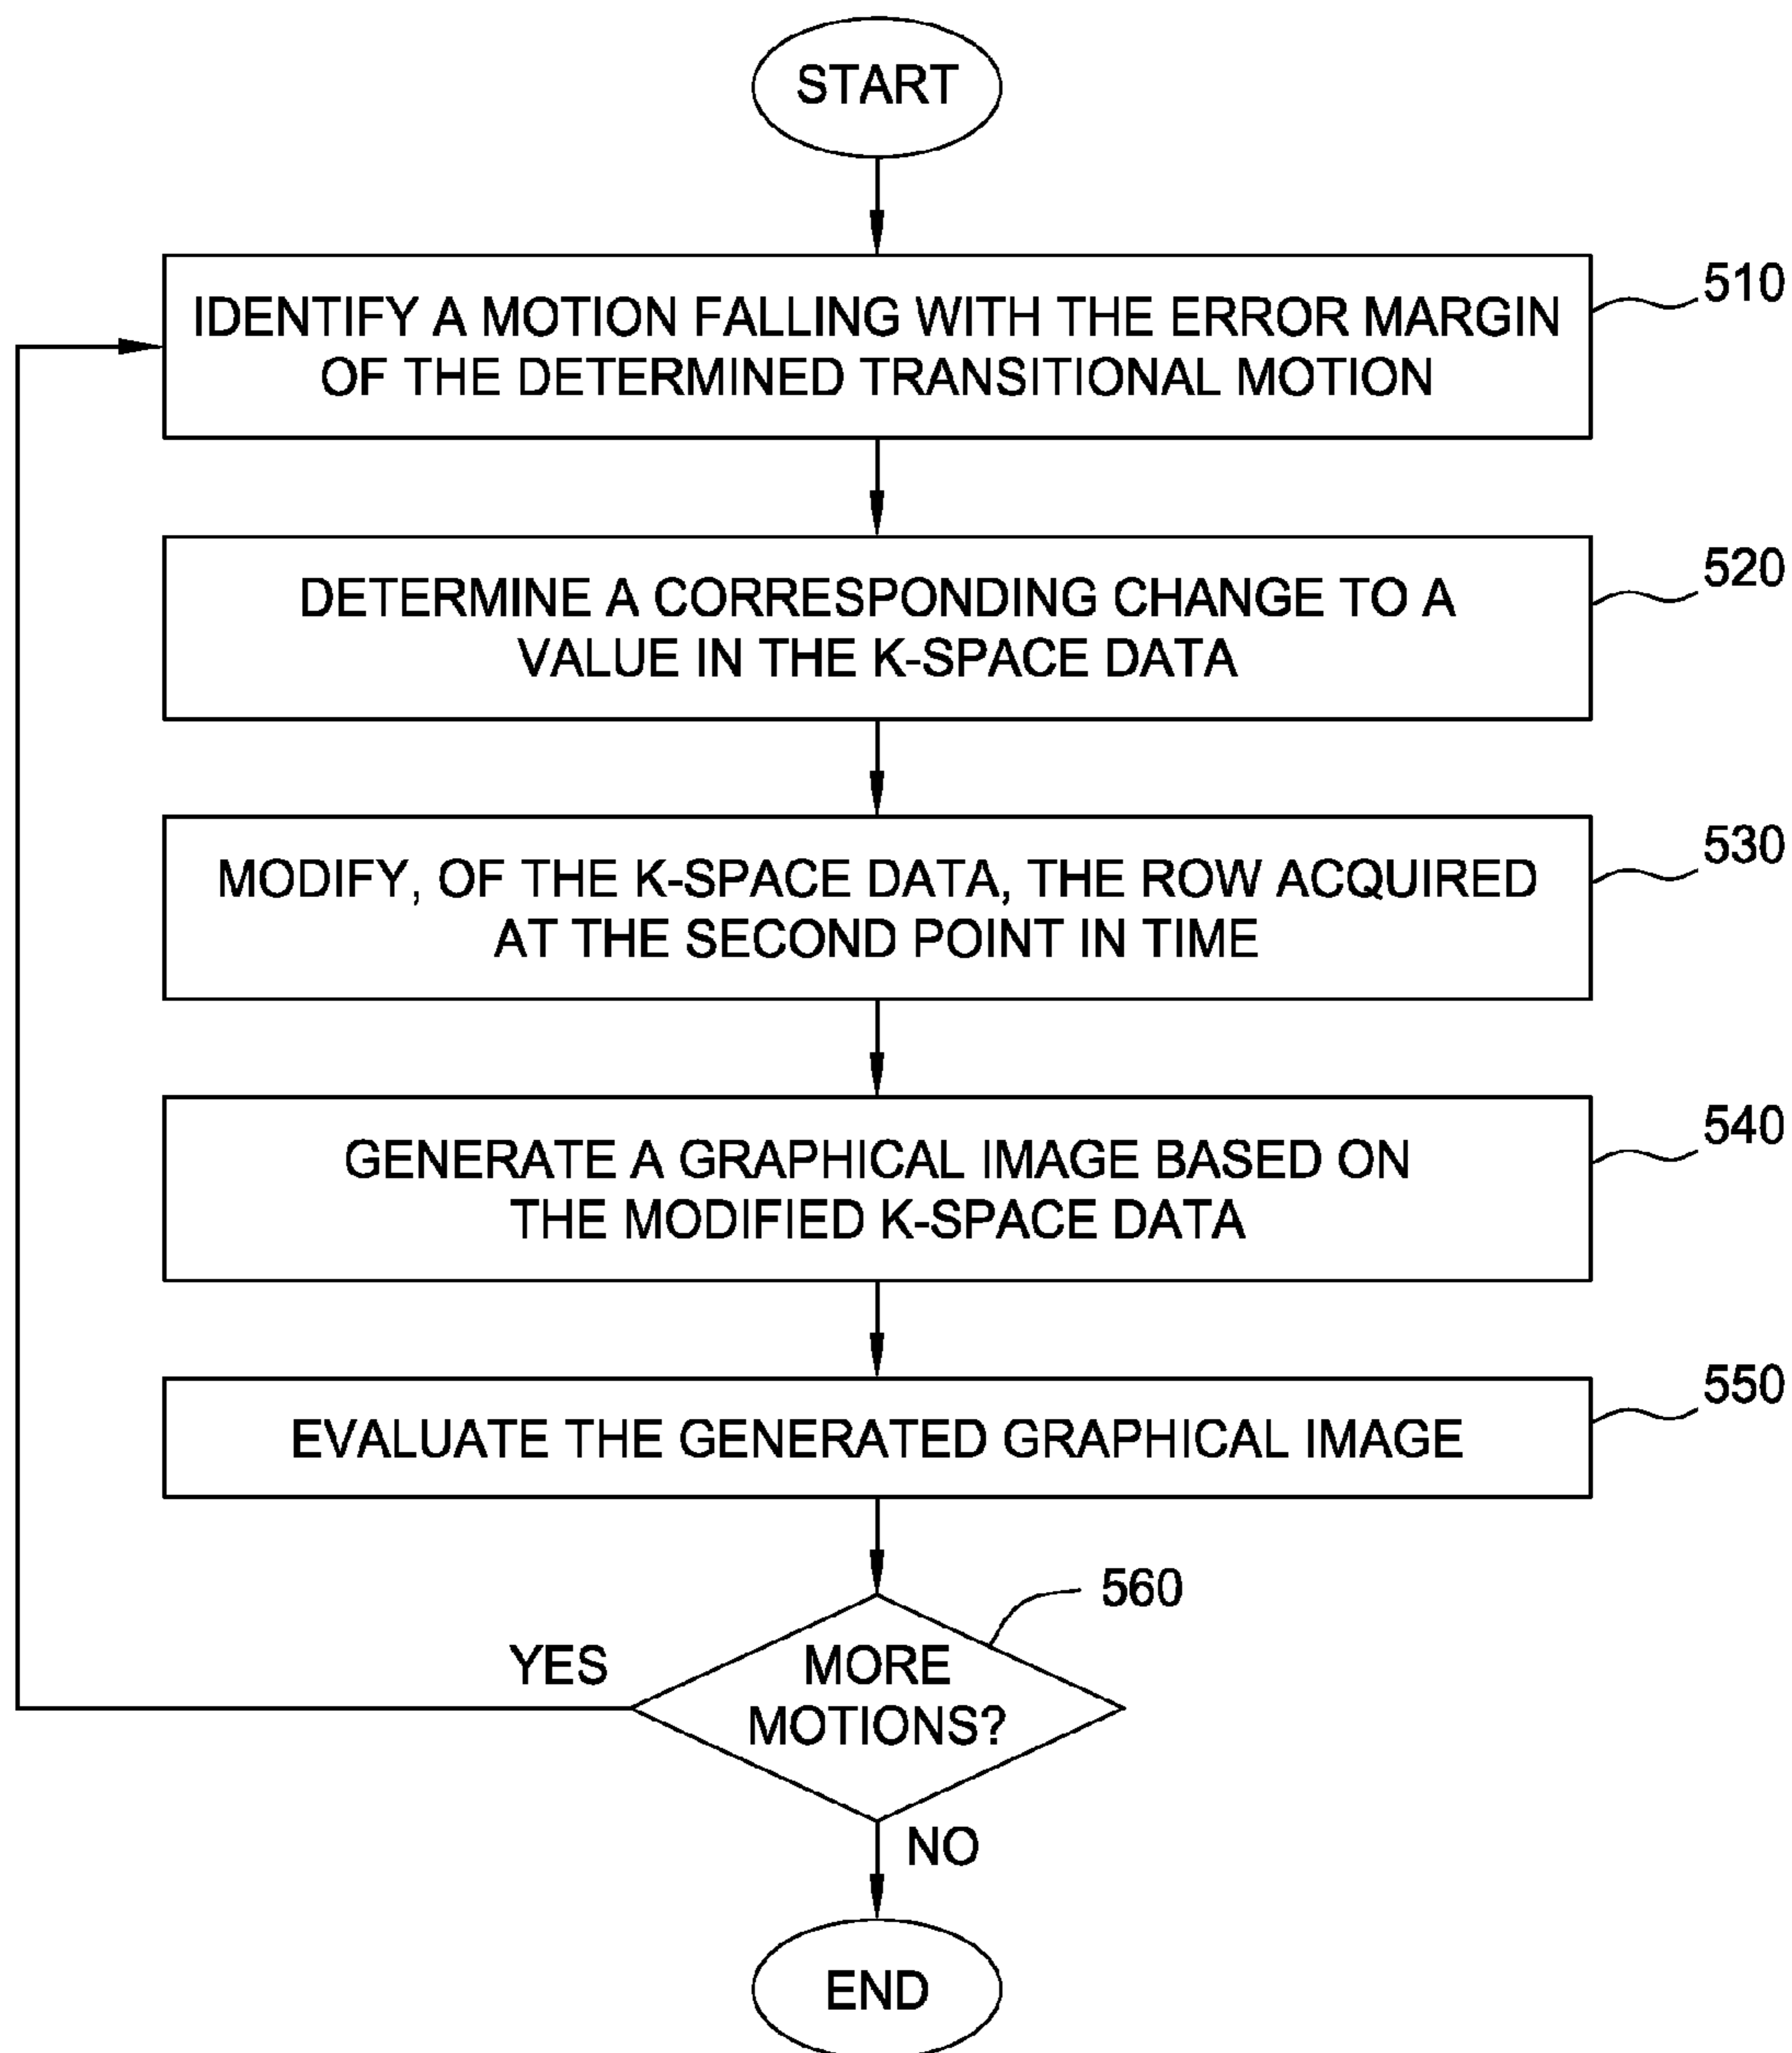 START
IDENTIFY A MOTION FALLING WITH THE ERROR MARGIN
OF THE DETERMINED TRANSITIONAL MOTION
510
DETERMINE A CORRESPONDING CHANGE TO A
VALUE IN THE K-SPACE DATA
520
MODIFY, OF THE K-SPACE DATA, THE ROW ACQUIRED
AT THE SECOND POINT IN TIME
530
GENERATE A GRAPHICAL IMAGE BASED ON
THE MODIFIED K-SPACE DATA
540
EVALUATE THE GENERATED GRAPHICAL IMAGE
550
560
YES
MORE
MOTIONS?
NO
END